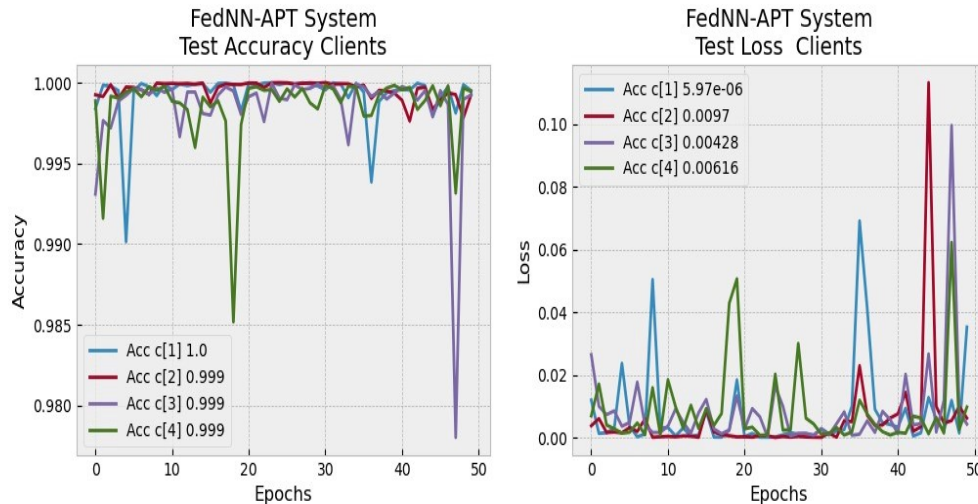 FedNN-APT System
Test Accuracy Clients
1.000
0.995
0.990
0.985
0.980
Accuracy
Acc c[1] 1.0
Acc c[2] 0.999
Acc c[3] 0.999
Acc c[4] 0.999
0 10 20 30 40 50
Epochs
FedNN-APT System
Test Loss Clients
Acc c[1] 5.97e-06
Acc c[2] 0.0097
Acc c[3] 0.00428
Acc c[4] 0.00616
0.10
0.08
0.06
0.04
0.02
0.00
Loss
0 10 20 30 40 50
Epochs